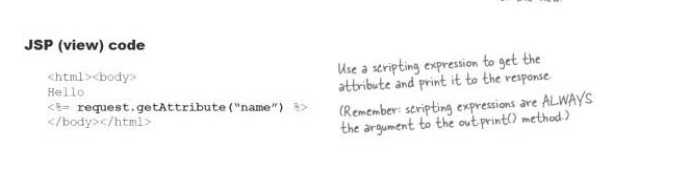 JSP (view) code
<html><body>
Hello
<%= request.getAttribute("name") %>
</body></html>
Use a scripting expression to get the
attribute and print it to the response.
(Remember: scripting expressions are ALWAYS
the argument to the out.print() method.)